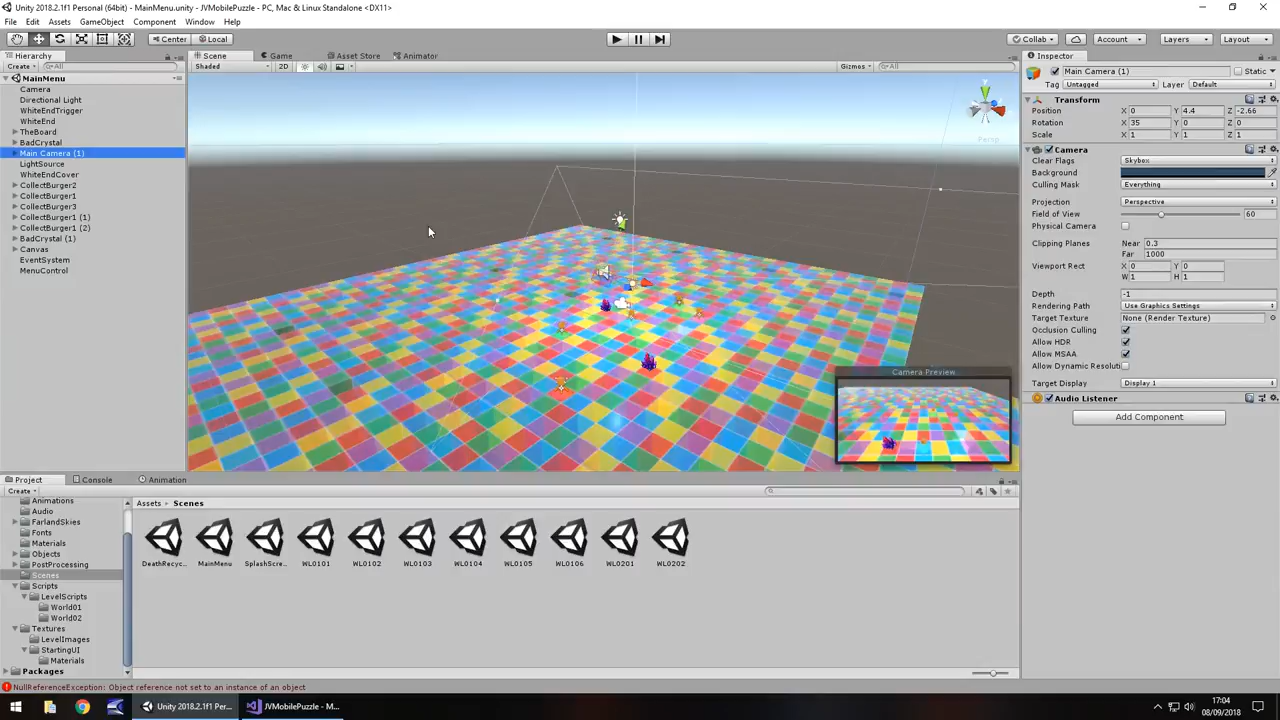 Unity 2018.2.1f1 Personal (64bit) - MainMenu.unity - JVMobilePuzzle - PC, Mac & Linux Standalone <DX11>
File Edit Assets GameObject Component Window Help
Center Local Collab Account Layers Layout
Hierarchy Scene Game Asset Store Animator Inspector
Create All Shaded 2D Gizmos All
MainMenu
Camera
Directional Light
WhiteEndTrigger
WhiteEnd
TheBoard
BadCrystal
Main Camera (1)
LightSource
WhiteEndCover
CollectBurger2
CollectBurger1
CollectBurger3
CollectBurger1 (1)
CollectBurger1 (2)
BadCrystal (1)
Canvas
EventSystem
MenuControl
Persp
Camera Preview
Main Camera (1) Static
Tag Untagged Layer Default
Transform
Position X 0 Y 4.4 Z -2.66
Rotation X 35 Y 0 Z 0
Scale X 1 Y 1 Z 1
Camera
Clear Flags Skybox
Background
Culling Mask Everything
Projection Perspective
Field of View 60
Physical Camera
Clipping Planes Near 0.3
Far 1000
Viewport Rect X 0 Y 0
W 1 H 1
Depth -1
Rendering Path Use Graphics Settings
Target Texture None (Render Texture)
Occlusion Culling
Allow HDR
Allow MSAA
Allow Dynamic Resoluti
Target Display Display 1
Audio Listener
Add Component
Project Console Animation
Create
Assets Scenes
Animations
Audio
FarlandSkies
Fonts
Materials
Objects
PostProcessing
Scenes
Scripts
LevelScripts
World01
World02
Textures
LevelImages
StartingUI
Materials
Packages
DeathRecyc... MainMenu SplashScre... WL0101 WL0102 WL0103 WL0104 WL0105 WL0106 WL0201 WL0202
NullReferenceException: Object reference not set to an instance of an object
Unity 2018.2.1f1 Per... JVMobilePuzzle - M...
17:04
08/09/2018